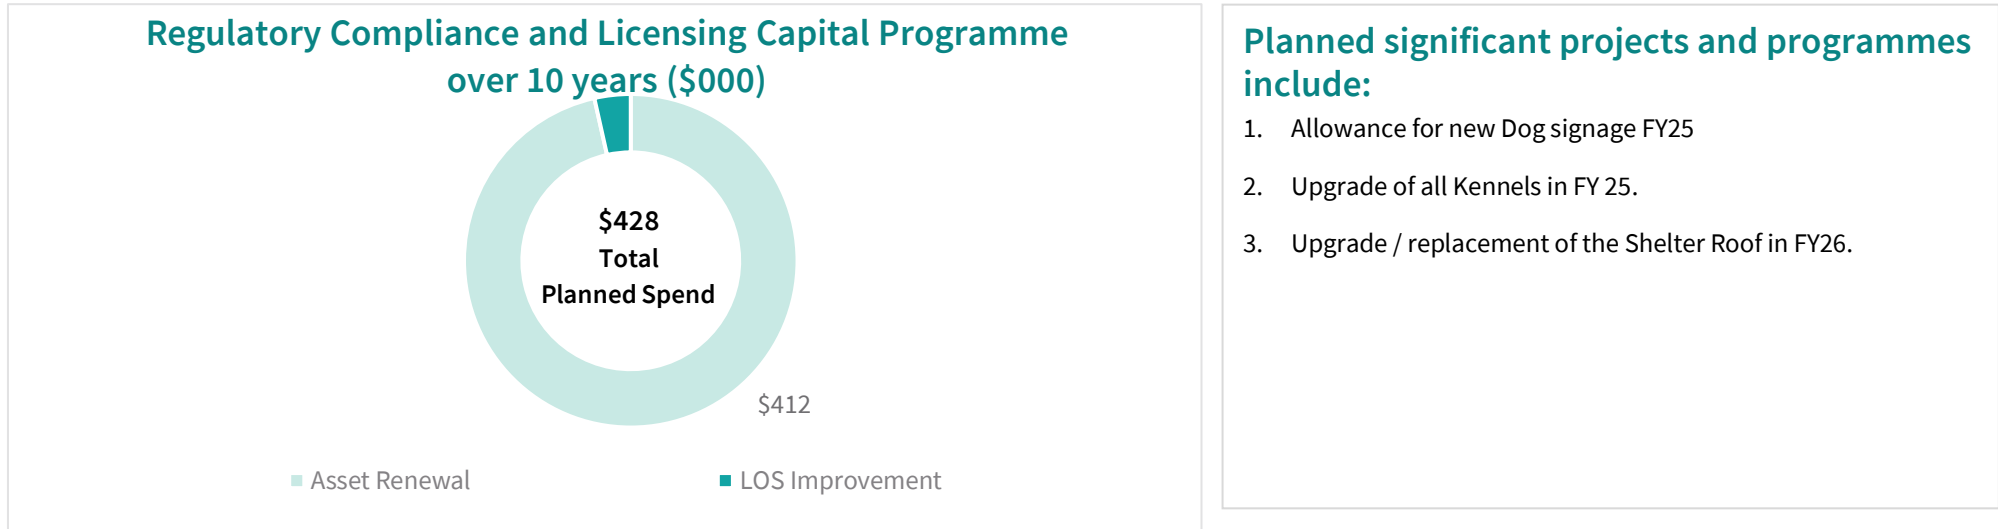 Regulatory Compliance and Licensing Capital Programme
over 10 years ($000)
$428
Total
Planned Spend
$412
Asset Renewal
LOS Improvement
Planned significant projects and programmes
include:
1. Allowance for new Dog signage FY25
2. Upgrade of all Kennels in FY 25.
3. Upgrade / replacement of the Shelter Roof in FY26.